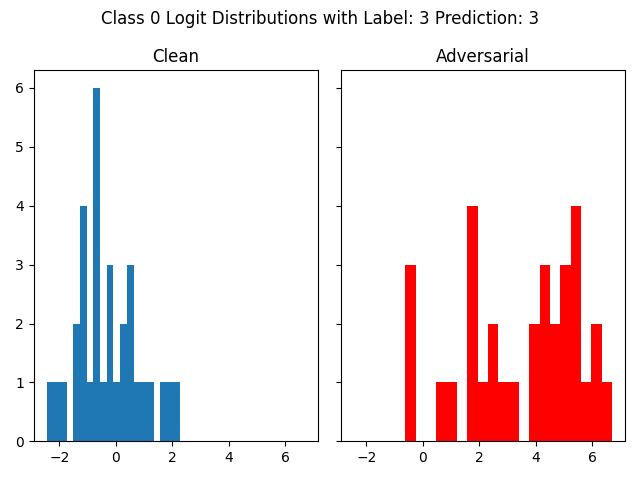 Class 0 Logit Distributions with Label: 3 Prediction: 3
Clean
Adversarial
6
5
4
3
2
1
0
−2 0 2 4 6
−2 0 2 4 6